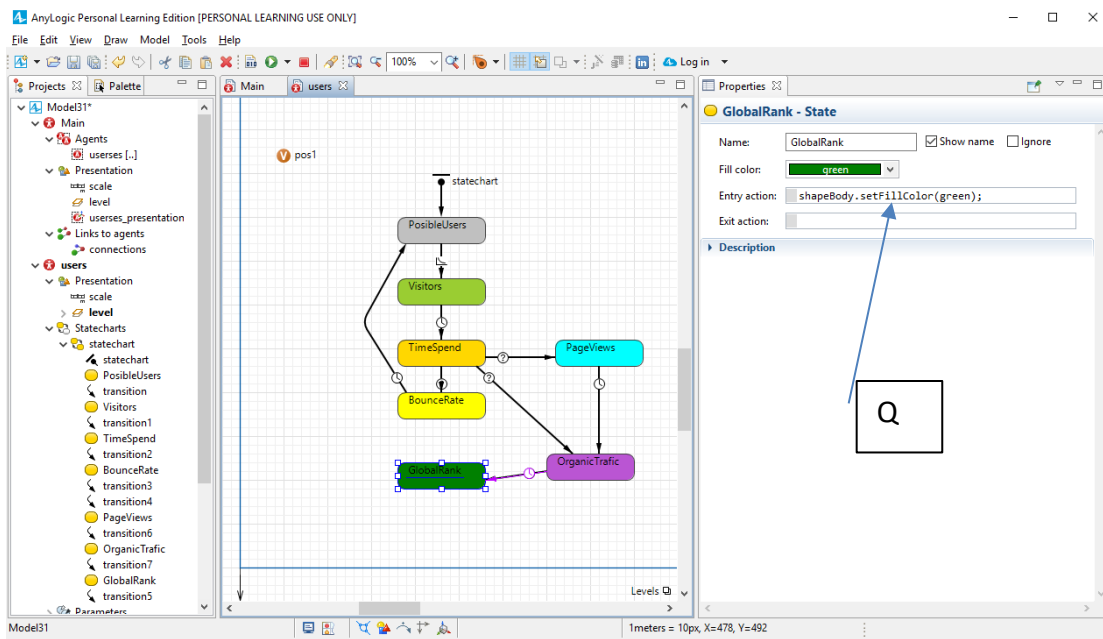 AnyLogic Personal Learning Edition [PERSONAL LEARNING USE ONLY]
File Edit View Draw Model Tools Help
100%
Log in
Projects
Palette
Model31*
Main
Agents
userses [..]
Presentation
scale
level
userses_presentation
Links to agents
connections
users
Presentation
scale
level
Statecharts
statechart
statechart
PosibleUsers
transition
Visitors
transition1
TimeSpend
transition2
BounceRate
transition3
transition4
PageViews
transition6
OrganicTrafic
transition7
GlobalRank
transition5
Parameters
Main
users
V pos1
statechart
PosibleUsers
Visitors
TimeSpend
? PageViews
?
BounceRate
OrganicTrafic
GlobalRank
Levels
Properties
GlobalRank - State
Name: GlobalRank Show name Ignore
Fill color: green
Entry action: shapeBody.setFillColor(green);
Exit action:
Description
Q
Model31
1meters = 10px, X=478, Y=492